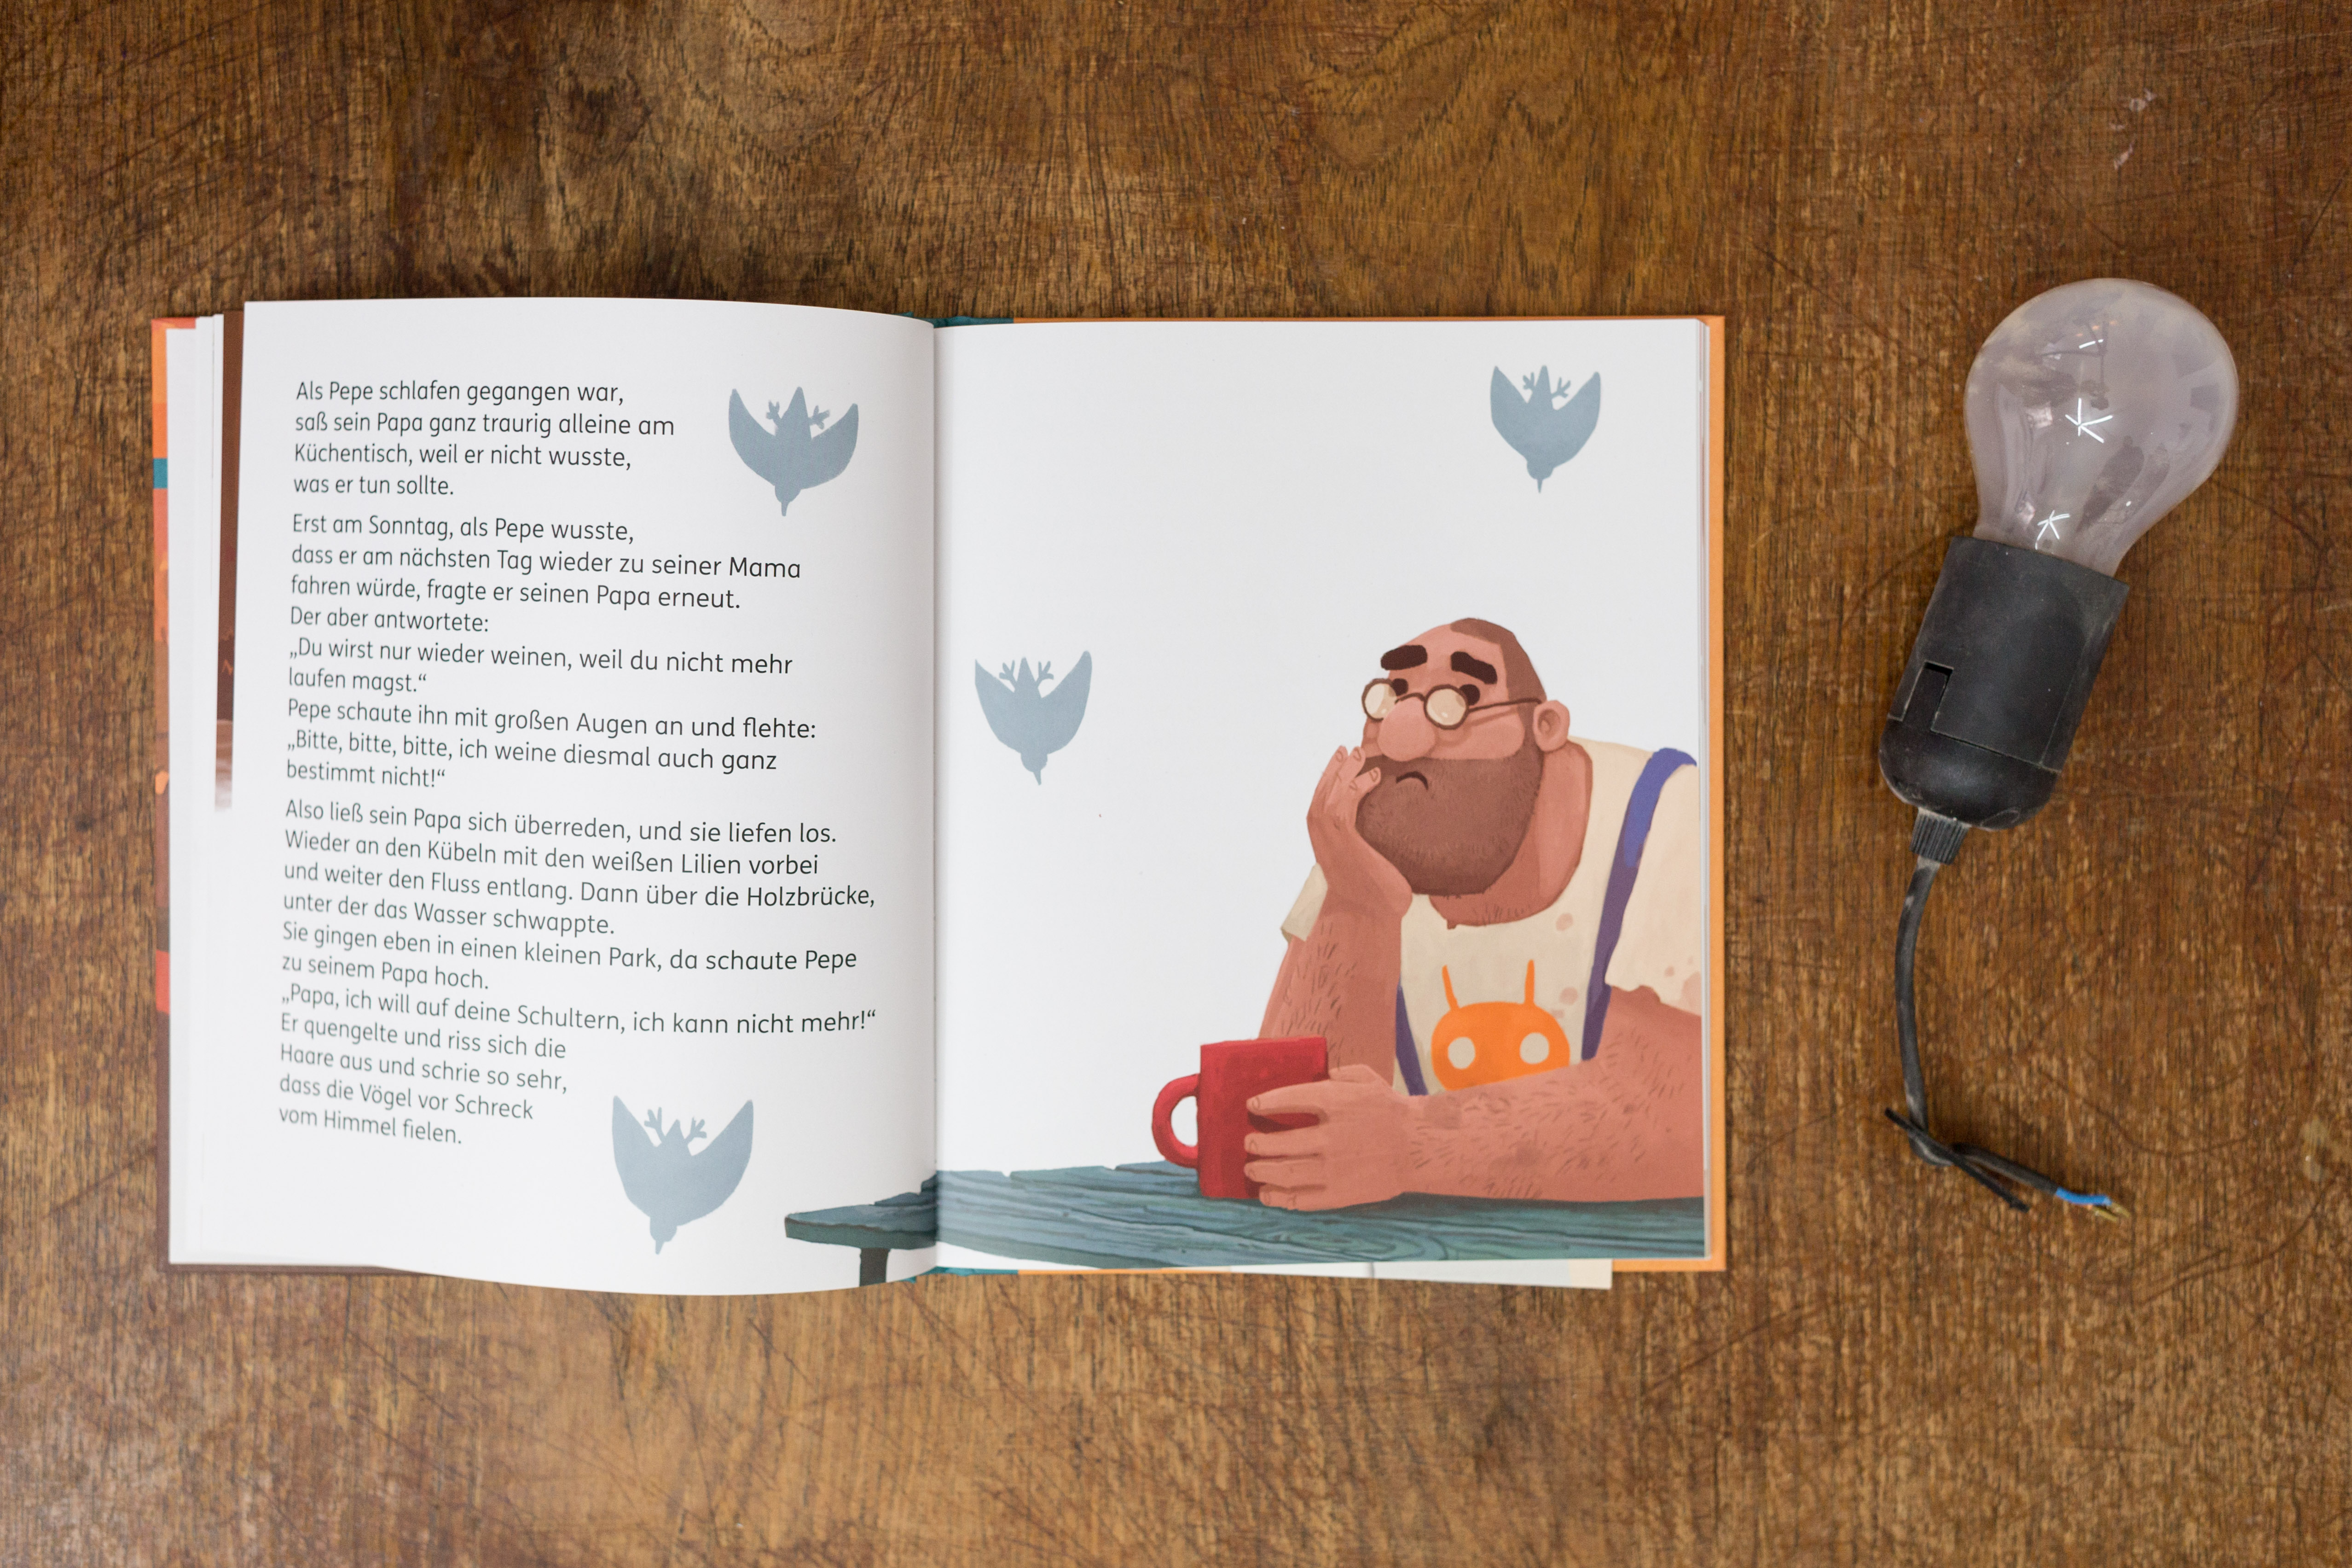 Als Pepe schlafen gegangen war,
saß sein Papa ganz traurig alleine am
Küchentisch, weil er nicht wusste,
was er tun sollte.
Erst am Sonntag, als Pepe wusste,
dass er am nächsten Tag wieder zu seiner Mama
fahren würde, fragte er seinen Papa erneut.
Der aber antwortete:
„Du wirst nur wieder weinen, weil du nicht mehr
laufen magst.“
Pepe schaute ihn mit großen Augen an und flehte:
„Bitte, bitte, bitte, ich weine diesmal auch ganz
bestimmt nicht!“
Also ließ sein Papa sich überreden, und sie liefen los.
Wieder an den Kübeln mit den weißen Lilien vorbei
und weiter den Fluss entlang. Dann über die Holzbrücke,
unter der das Wasser schwappte.
Sie gingen eben in einen kleinen Park, da schaute Pepe
zu seinem Papa hoch.
„Papa, ich will auf deine Schultern, ich kann nicht mehr!“
Er quengelte und riss sich die
Haare aus und schrie so sehr,
dass die Vögel vor Schreck
vom Himmel fielen.